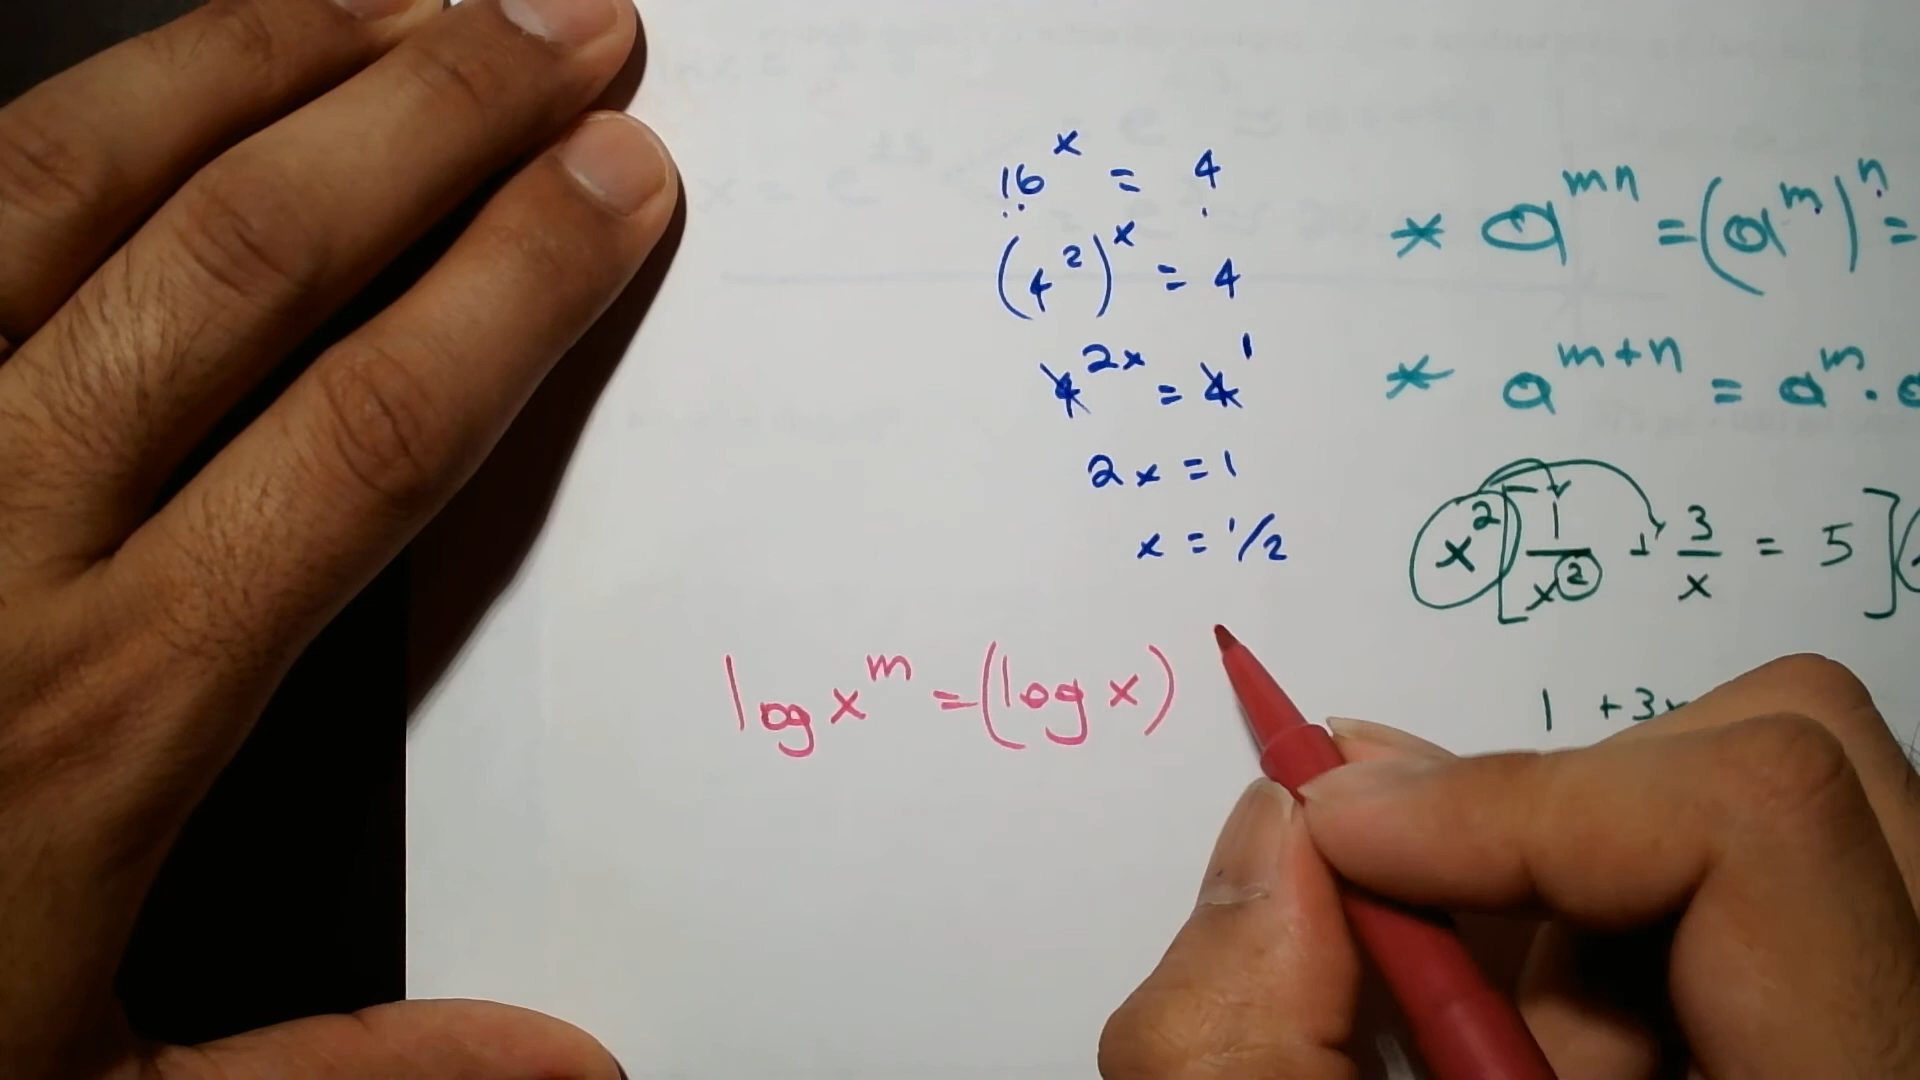 16^x = 4
(4^2)^x = 4
4^2x = 4^1
2x = 1
x = 1/2
log x^m = (log x)
* a^mn = (a^m)^n =
* a^m+n = a^m ·
x^2 [ 1/x^2 + 3/x = 5 ]
1 + 3x